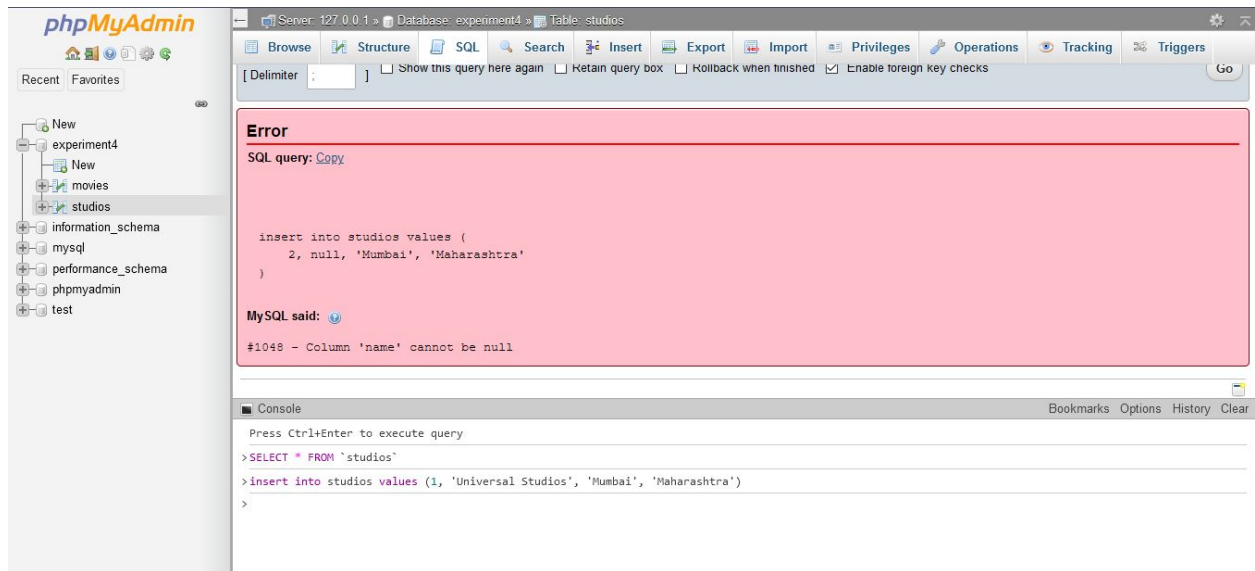 phpMyAdmin
Recent Favorites
New
experiment4
New
movies
studios
information_schema
mysql
performance_schema
phpmyadmin
test
Server: 127.0.0.1 » Database: experiment4 » Table: studios
Browse Structure SQL Search Insert Export Import Privileges Operations Tracking Triggers
[ Delimiter ; ] Show this query here again Retain query box Rollback when finished Enable foreign key checks Go
Error
SQL query: Copy
insert into studios values (
2, null, 'Mumbai', 'Maharashtra'
)
MySQL said:
#1048 - Column 'name' cannot be null
Console Bookmarks Options History Clear
Press Ctrl+Enter to execute query
>SELECT * FROM `studios`
>insert into studios values (1, 'Universal Studios', 'Mumbai', 'Maharashtra')
>